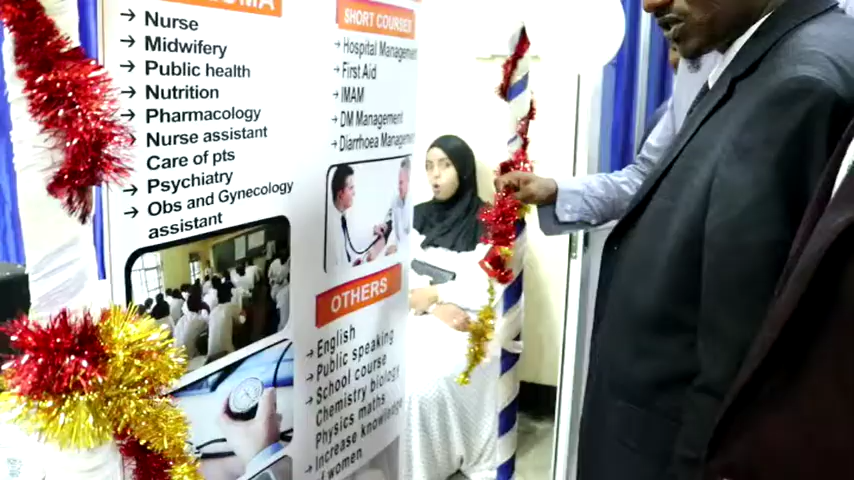 → Nurse
→ Midwifery
→ Public health
→ Nutrition
→ Pharmacology
→ Nurse assistant
Care of pts
→ Psychiatry
→ Obs and Gynecology
assistant
SHORT COURSES
→ Hospital Managemen
→ First Aid
→ IMAM
→ DM Management
→ Diarrhoea Managemen
OTHERS
→ English
→ Public speaking
→ School course
Chemistry biology
Physics maths
→ Increase knowledge
f women